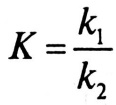 K = k₁/k₂